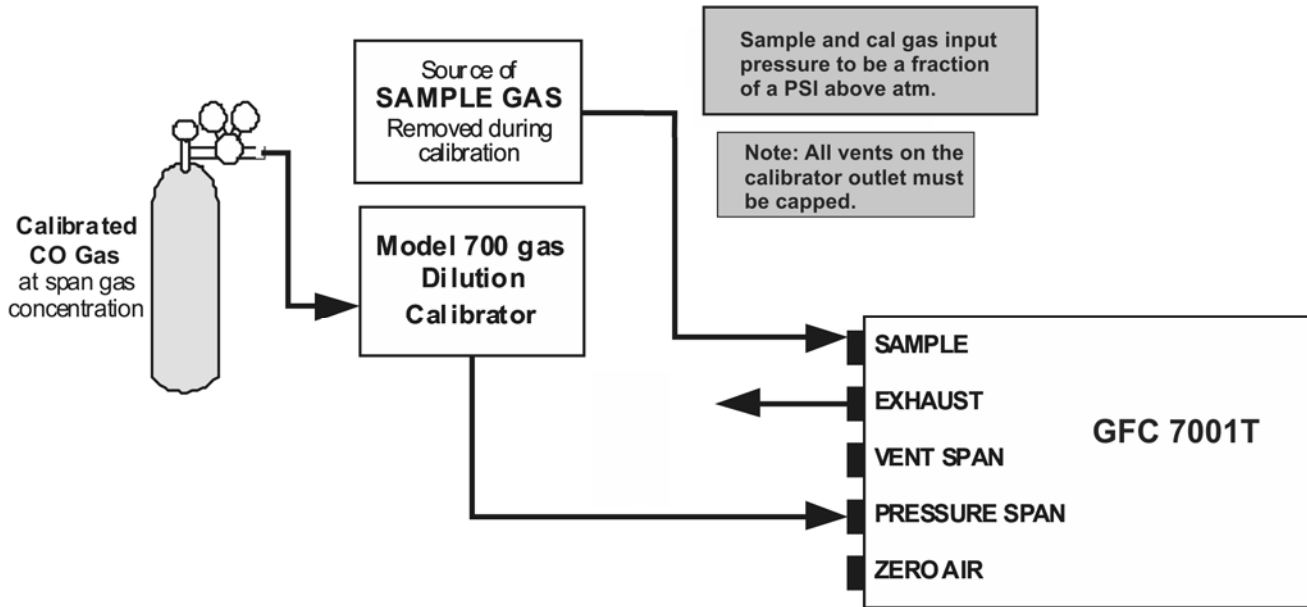 Source of
SAMPLE GAS
Removed during
calibration
Sample and cal gas input
pressure to be a fraction
of a PSI above atm.
Note: All vents on the
calibrator outlet must
be capped.
Calibrated
CO Gas
at span gas
concentration
Model 700 gas
Dilution
Calibrator
SAMPLE
EXHAUST
VENT SPAN
PRESSURE SPAN
ZERO AIR
GFC 7001T